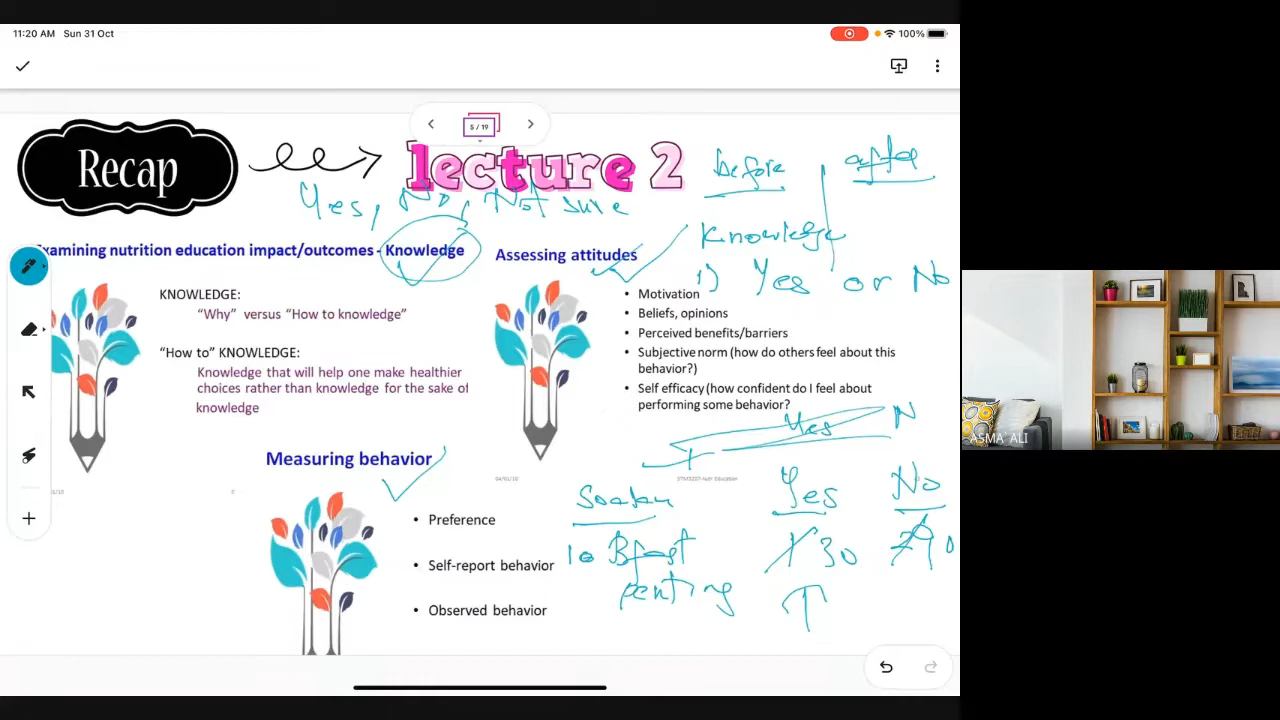 11:20 AM Sun 31 Oct
100%
5 / 19
Recap
lecture 2
before
after
Yes, No, Not sure
Knowledge
1) Yes or No
Examining nutrition education impact/outcomes - Knowledge
KNOWLEDGE:
“Why” versus “How to knowledge”
“How to” KNOWLEDGE:
Knowledge that will help one make healthier
choices rather than knowledge for the sake of
knowledge
Assessing attitudes
• Motivation
• Beliefs, opinions
• Perceived benefits/barriers
• Subjective norm (how do others feel about this
behavior?)
• Self efficacy (how confident do I feel about
performing some behavior?
Yes N
04/01/10
Measuring behavior
• Preference
• Self-report behavior
• Observed behavior
Yes No
30
ASMA` ALI